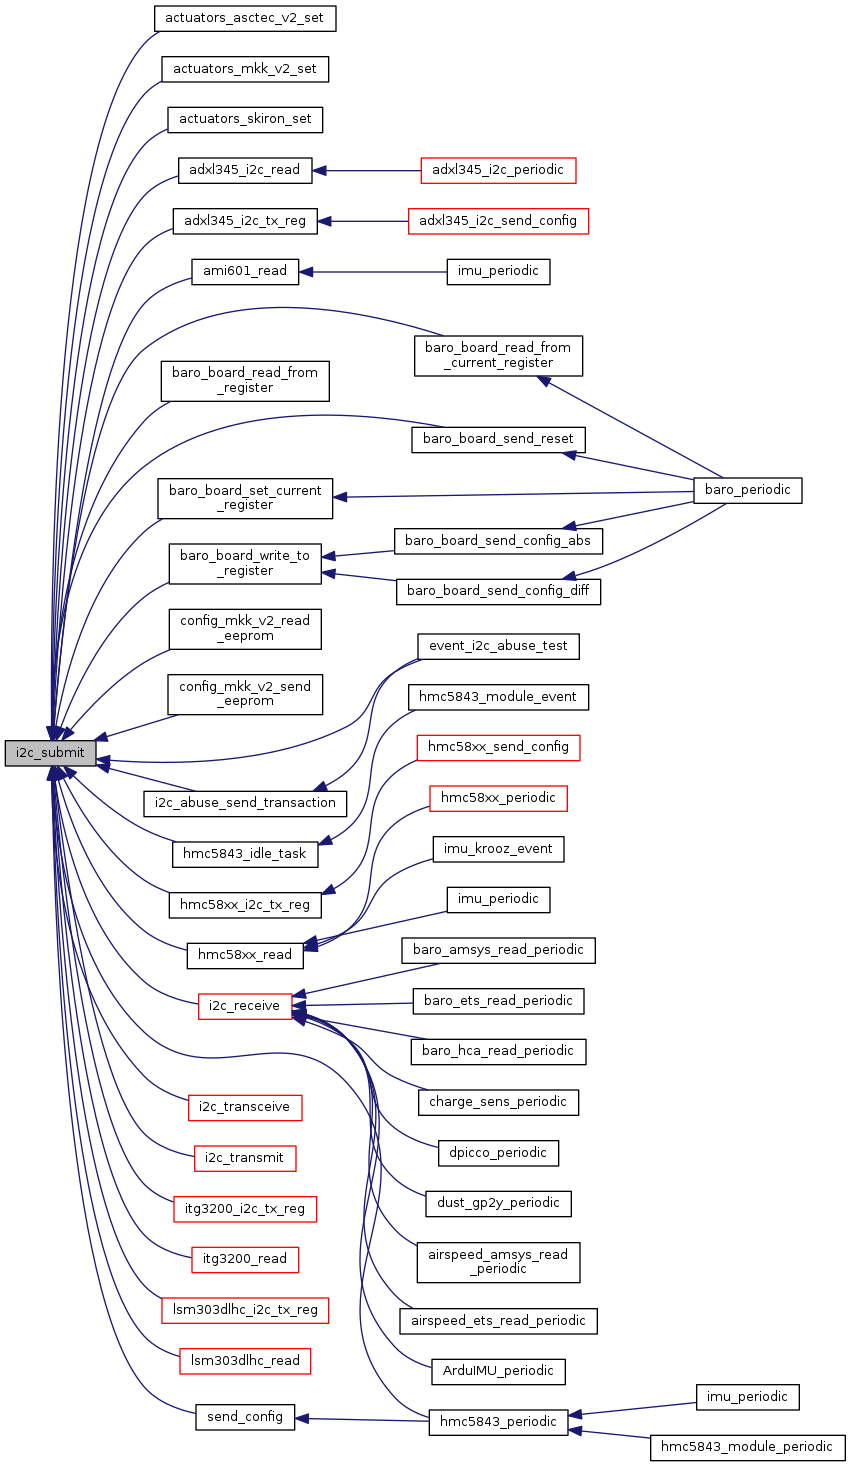 actuators_asctec_v2_set
actuators_mkk_v2_set
actuators_skiron_set
adxl345_i2c_read
adxl345_i2c_periodic
adxl345_i2c_tx_reg
adxl345_i2c_send_config
ami601_read
imu_periodic
baro_board_read_from
_current_register
baro_board_read_from
_register
baro_board_send_reset
baro_board_set_current
_register
baro_periodic
baro_board_send_config_abs
baro_board_write_to
_register
baro_board_send_config_diff
config_mkk_v2_read
_eeprom
event_i2c_abuse_test
config_mkk_v2_send
_eeprom
hmc5843_module_event
i2c_submit
hmc58xx_send_config
i2c_abuse_send_transaction
hmc58xx_periodic
hmc5843_idle_task
imu_krooz_event
hmc58xx_i2c_tx_reg
imu_periodic
hmc58xx_read
baro_amsys_read_periodic
i2c_receive
baro_ets_read_periodic
baro_hca_read_periodic
i2c_transceive
charge_sens_periodic
i2c_transmit
dpicco_periodic
itg3200_i2c_tx_reg
dust_gp2y_periodic
itg3200_read
airspeed_amsys_read
_periodic
lsm303dlhc_i2c_tx_reg
airspeed_ets_read_periodic
lsm303dlhc_read
ArduIMU_periodic
send_config
hmc5843_periodic
imu_periodic
hmc5843_module_periodic